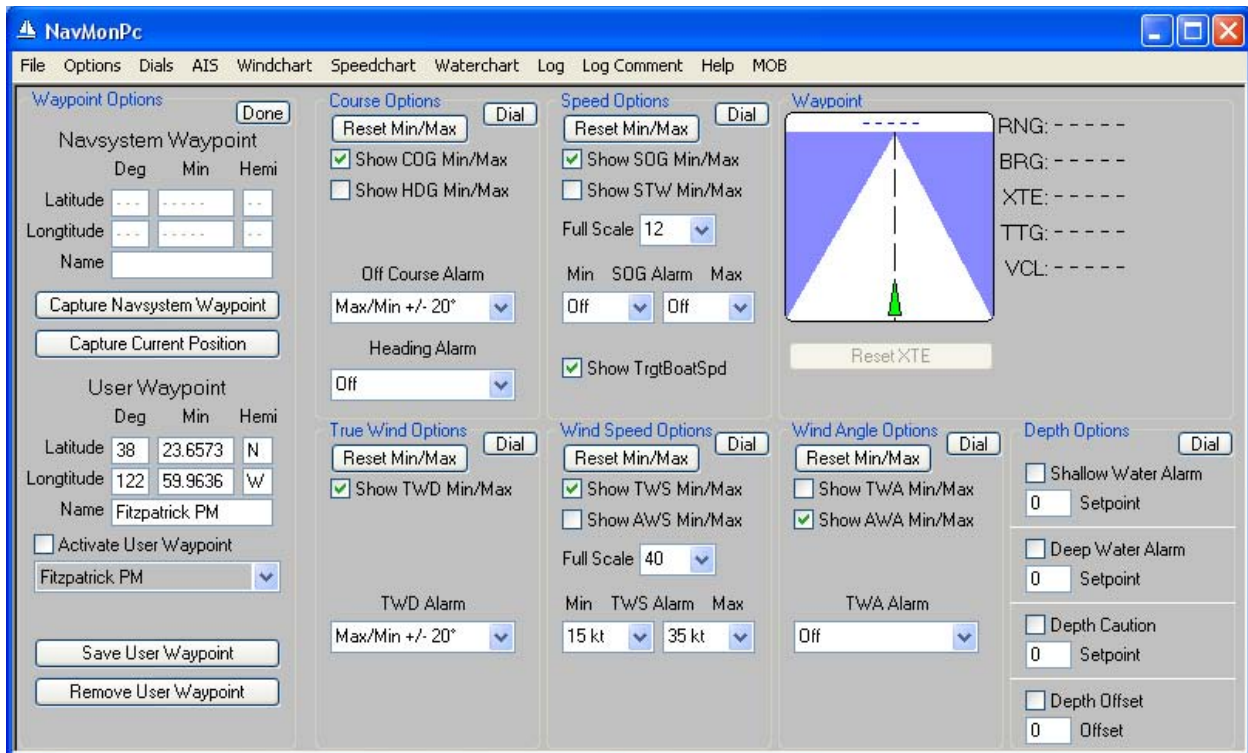 NavMonPc
File Options Dials AIS Windchart Speedchart Waterchart Log Log Comment Help MOB
Waypoint Options
Done
Navsystem Waypoint
Deg Min Hemi
Latitude --- ----- --
Longtitude --- ----- --
Name
Capture Navsystem Waypoint
Capture Current Position
User Waypoint
Deg Min Hemi
Latitude 38 23.6573 N
Longtitude 122 59.9636 W
Name Fitzpatrick PM
Activate User Waypoint
Fitzpatrick PM
Save User Waypoint
Remove User Waypoint
Course Options
Dial
Reset Min/Max
Show COG Min/Max
Show HDG Min/Max
Off Course Alarm
Max/Min +/- 20°
Heading Alarm
Off
Speed Options
Dial
Reset Min/Max
Show SOG Min/Max
Show STW Min/Max
Full Scale 12
Min SOG Alarm Max
Off Off
Show TrgtBoatSpd
Waypoint
-----
RNG: -----
BRG: -----
XTE: -----
TTG: -----
VCL: -----
Reset XTE
True Wind Options
Dial
Reset Min/Max
Show TWD Min/Max
TWD Alarm
Max/Min +/- 20°
Wind Speed Options
Dial
Reset Min/Max
Show TWS Min/Max
Show AWS Min/Max
Full Scale 40
Min TWS Alarm Max
15 kt 35 kt
Wind Angle Options
Dial
Reset Min/Max
Show TWA Min/Max
Show AWA Min/Max
TWA Alarm
Off
Depth Options
Dial
Shallow Water Alarm
0 Setpoint
Deep Water Alarm
0 Setpoint
Depth Caution
0 Setpoint
Depth Offset
0 Offset